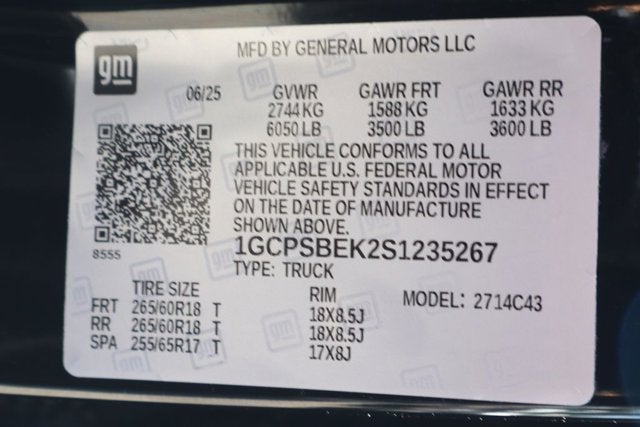 gm
MFD BY GENERAL MOTORS LLC
06/25 GVWR GAWR FRT GAWR RR
2744 KG 1588 KG 1633 KG
6050 LB 3500 LB 3600 LB
THIS VEHICLE CONFORMS TO ALL
APPLICABLE U.S. FEDERAL MOTOR
VEHICLE SAFETY STANDARDS IN EFFECT
ON THE DATE OF MANUFACTURE
SHOWN ABOVE.
8555
1GCPSBEK2S1235267
TYPE: TRUCK
TIRE SIZE RIM MODEL: 2714C43
FRT 265/60R18 T 18X8.5J
RR 265/60R18 T 18X8.5J
SPA 255/65R17 T 17X8J